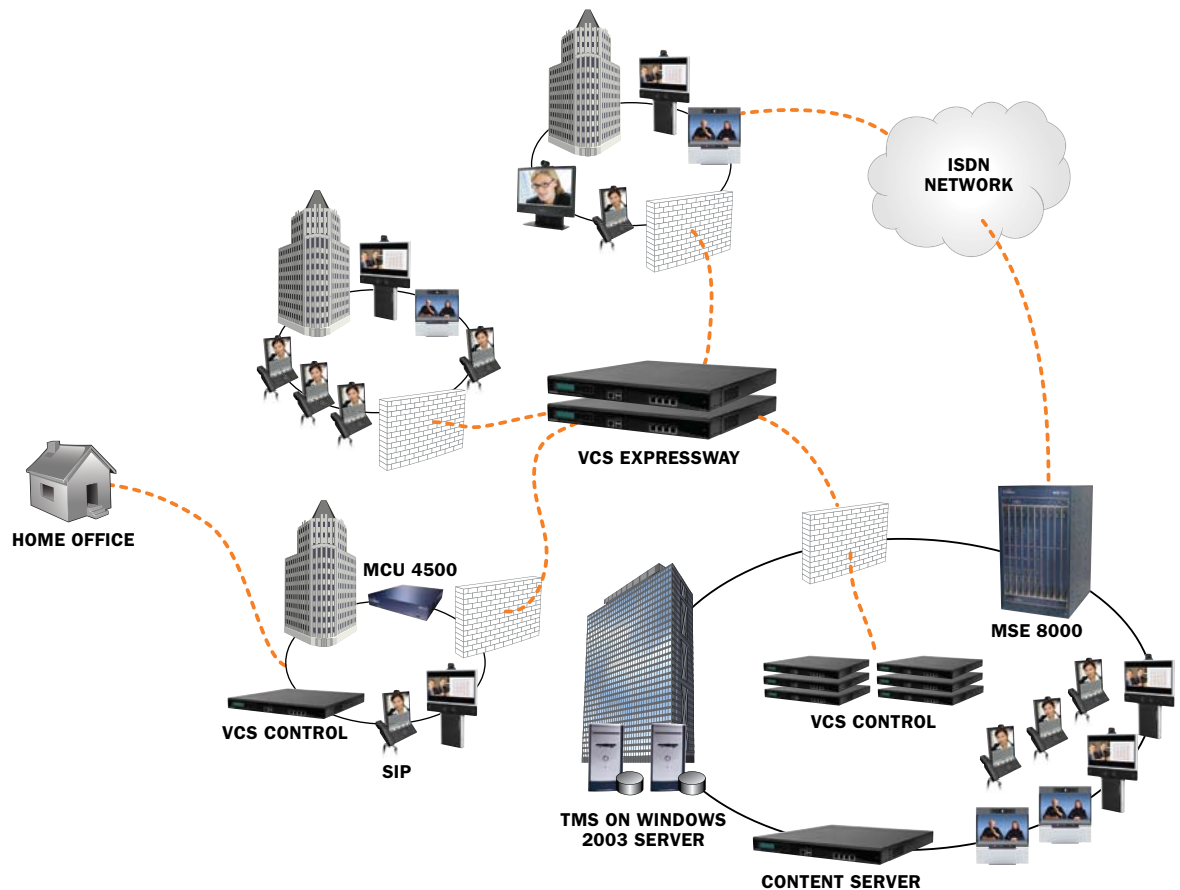 ISDN
NETWORK
VCS EXPRESSWAY
HOME OFFICE
MCU 4500
MSE 8000
VCS CONTROL
VCS CONTROL
SIP
TMS ON WINDOWS
2003 SERVER
CONTENT SERVER